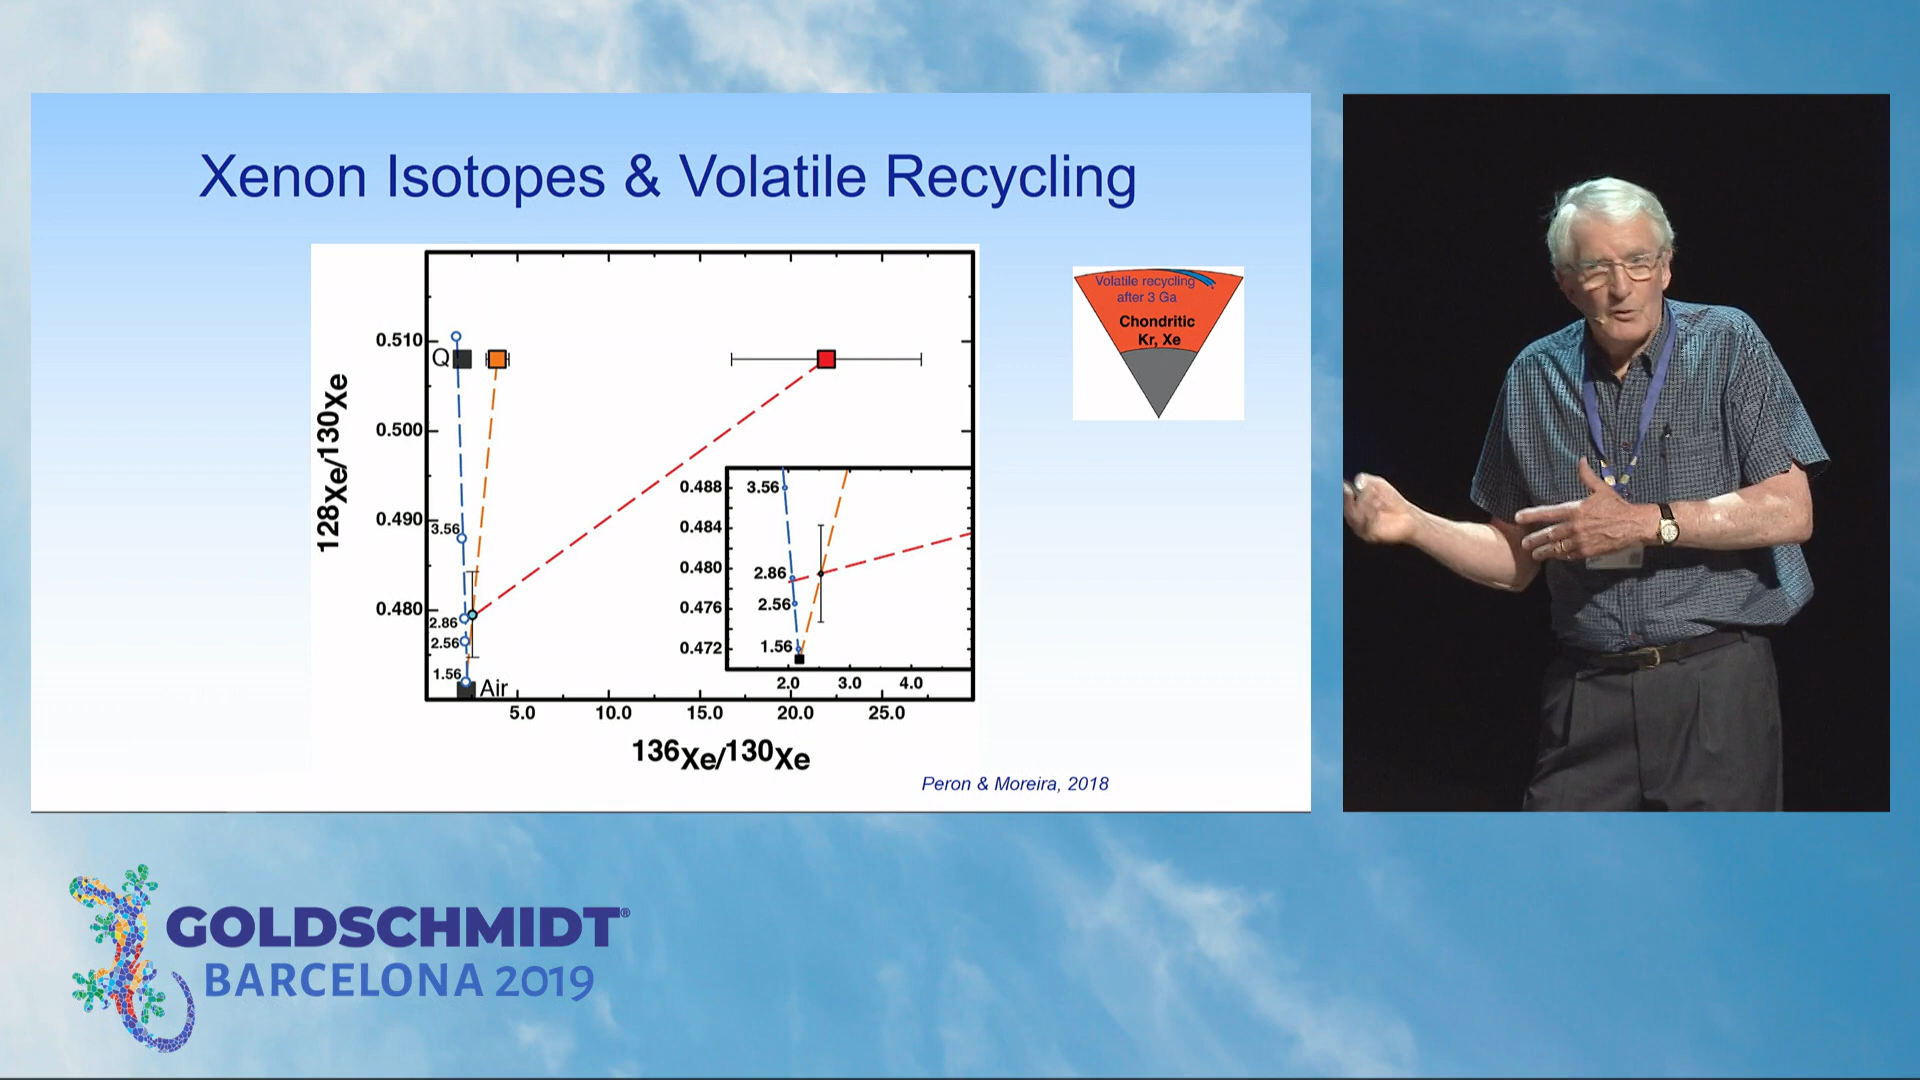 Xenon Isotopes & Volatile Recycling
128Xe/130Xe
0.510
0.500
0.490
0.480
Q
3.56
2.86
2.56
1.56
Air
5.0 10.0 15.0 20.0 25.0
136Xe/130Xe
0.488
0.484
0.480
0.476
0.472
3.56
2.86
2.56
1.56
2.0 3.0 4.0
Volatile recycling
after 3 Ga
Chondritic
Kr, Xe
Peron & Moreira, 2018
GOLDSCHMIDT®
BARCELONA 2019